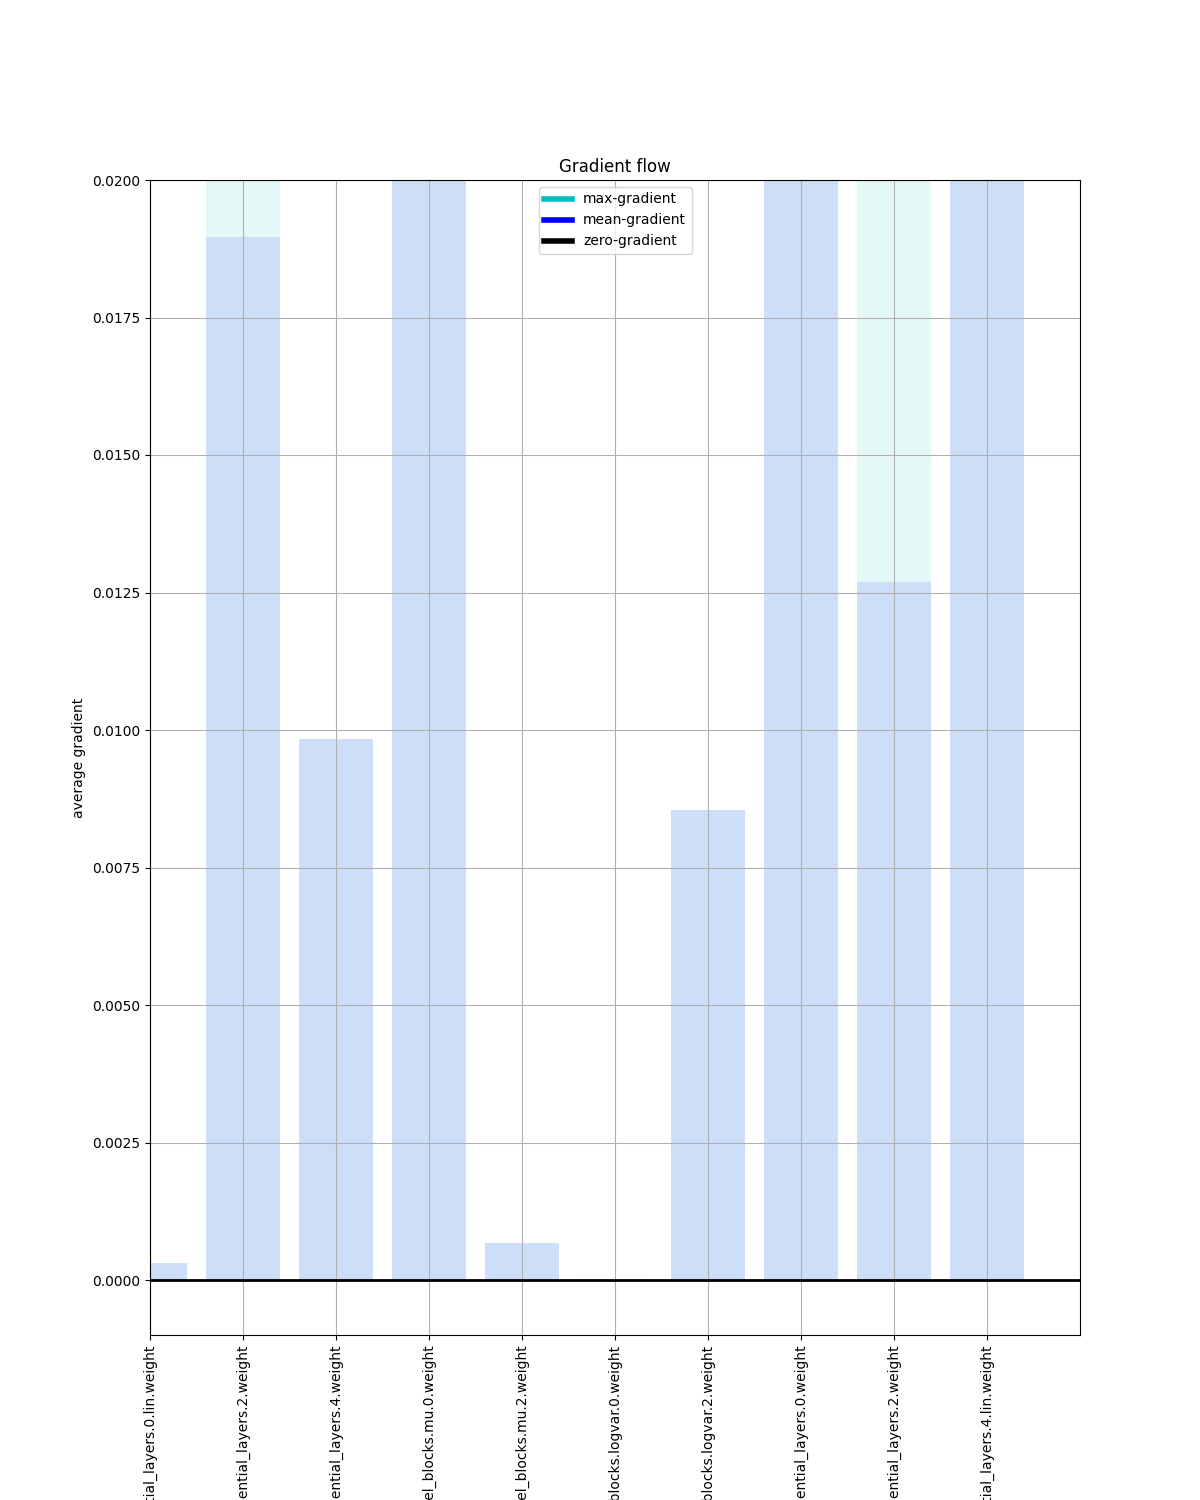 Gradient flow
max-gradient
mean-gradient
zero-gradient
0.0200
0.0175
0.0150
0.0125
0.0100
0.0075
0.0050
0.0025
0.0000
average gradient
tial_layers.0.lin.weight
ential_layers.2.weight
ential_layers.4.weight
el_blocks.mu.0.weight
el_blocks.mu.2.weight
blocks.logvar.0.weight
blocks.logvar.2.weight
ential_layers.0.weight
ential_layers.2.weight
tial_layers.4.lin.weight